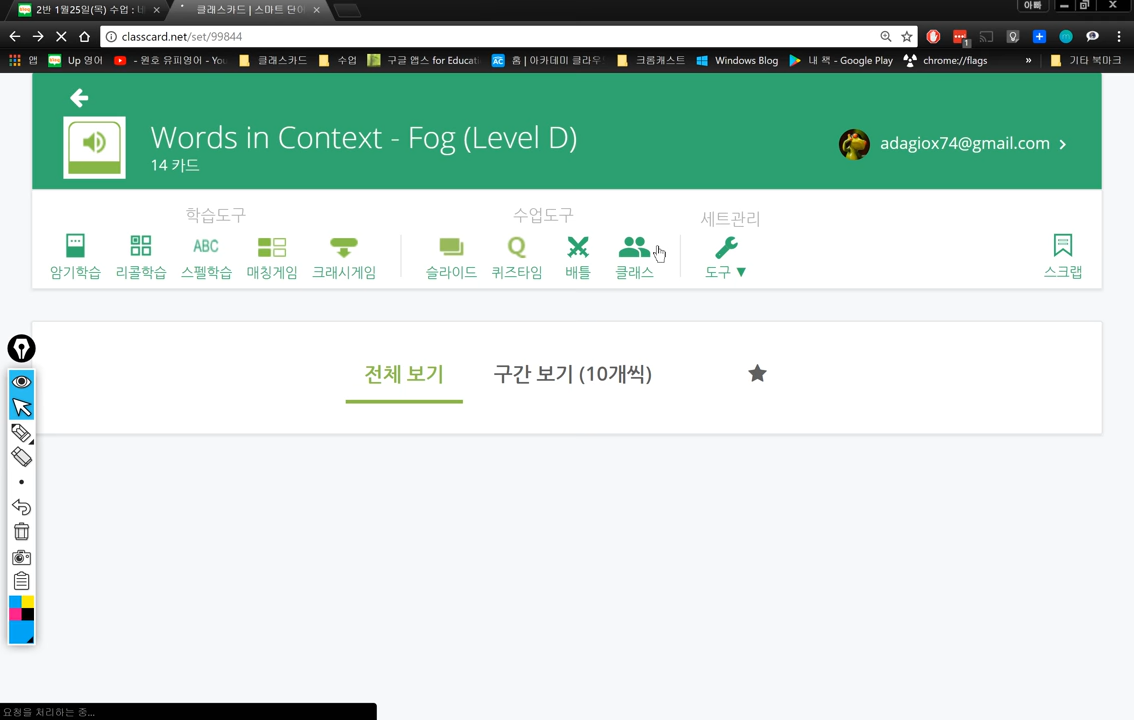 2반 1월25일(목) 수업 : 네
클래스카드 | 스마트 단어
아빠
classcard.net/set/99844
1
앱
Up 영어
- 원호 유피영어 - You
클래스카드
수업
구글 앱스 for Educati
홈 | 아카데미 클라우드
크롬캐스트
Windows Blog
내 책 - Google Play
chrome://flags
»
기타 북마크
Words in Context - Fog (Level D)
14 카드
adagiox74@gmail.com
학습도구
수업도구
세트관리
ABC
Q
암기학습
리콜학습
스펠학습
매칭게임
크래시게임
슬라이드
퀴즈타임
배틀
클래스
도구 ▼
스크랩
전체 보기
구간 보기 (10개씩)
요청을 처리하는 중...